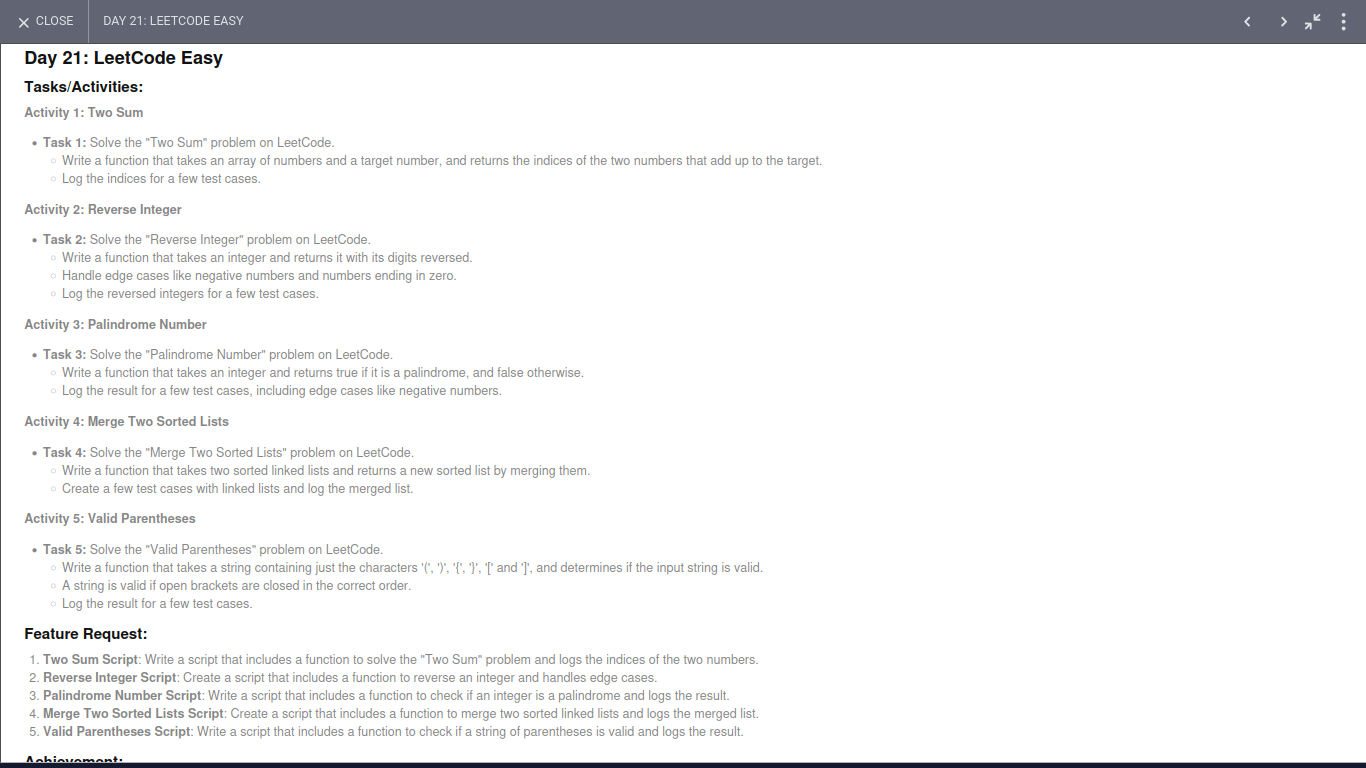 CLOSE DAY 21: LEETCODE EASY
Day 21: LeetCode Easy
Tasks/Activities:
Activity 1: Two Sum
• Task 1: Solve the "Two Sum" problem on LeetCode.
○ Write a function that takes an array of numbers and a target number, and returns the indices of the two numbers that add up to the target.
○ Log the indices for a few test cases.
Activity 2: Reverse Integer
• Task 2: Solve the "Reverse Integer" problem on LeetCode.
○ Write a function that takes an integer and returns it with its digits reversed.
○ Handle edge cases like negative numbers and numbers ending in zero.
○ Log the reversed integers for a few test cases.
Activity 3: Palindrome Number
• Task 3: Solve the "Palindrome Number" problem on LeetCode.
○ Write a function that takes an integer and returns true if it is a palindrome, and false otherwise.
○ Log the result for a few test cases, including edge cases like negative numbers.
Activity 4: Merge Two Sorted Lists
• Task 4: Solve the "Merge Two Sorted Lists" problem on LeetCode.
○ Write a function that takes two sorted linked lists and returns a new sorted list by merging them.
○ Create a few test cases with linked lists and log the merged list.
Activity 5: Valid Parentheses
• Task 5: Solve the "Valid Parentheses" problem on LeetCode.
○ Write a function that takes a string containing just the characters '(', ')', '{', '}', '[' and ']', and determines if the input string is valid.
○ A string is valid if open brackets are closed in the correct order.
○ Log the result for a few test cases.
Feature Request:
1. Two Sum Script: Write a script that includes a function to solve the "Two Sum" problem and logs the indices of the two numbers.
2. Reverse Integer Script: Create a script that includes a function to reverse an integer and handles edge cases.
3. Palindrome Number Script: Write a script that includes a function to check if an integer is a palindrome and logs the result.
4. Merge Two Sorted Lists Script: Create a script that includes a function to merge two sorted linked lists and logs the merged list.
5. Valid Parentheses Script: Write a script that includes a function to check if a string of parentheses is valid and logs the result.
Achievement: